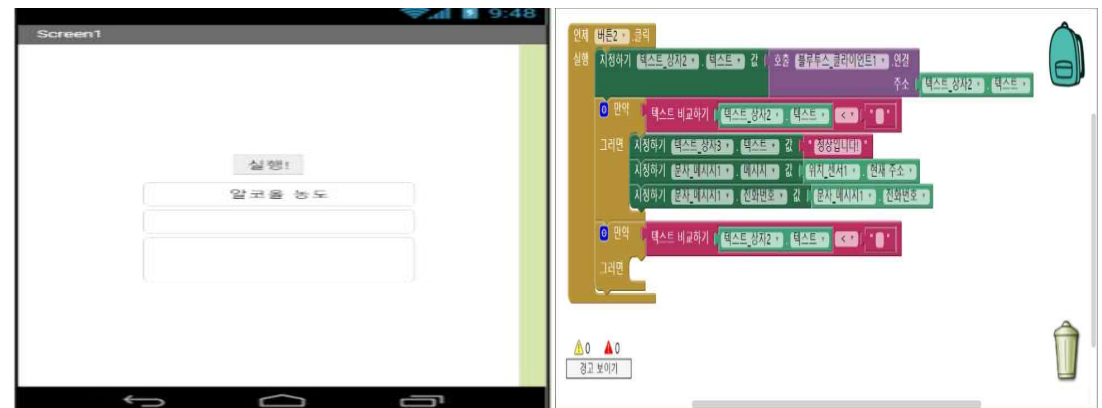 9:48
Screen1
실행!
알코올 농도
언제 버튼2 .클릭
실행 지정하기 텍스트_상자2 . 텍스트 값 호출 블루투스_클라이언트1 .연결
주소 텍스트_상자2 . 텍스트
만약 텍스트 비교하기 텍스트_상자2 . 텍스트 < " "
그러면 지정하기 텍스트_상자3 . 텍스트 값 "정상입니다!"
지정하기 문자_메시지1 . 메시지 값 위치_센서1 . 현재 주소
지정하기 문자_메시지1 . 전화번호 값 문자_메시지1 . 전화번호
만약 텍스트 비교하기 텍스트_상자2 . 텍스트 < " "
그러면
0 0
경고 보이기